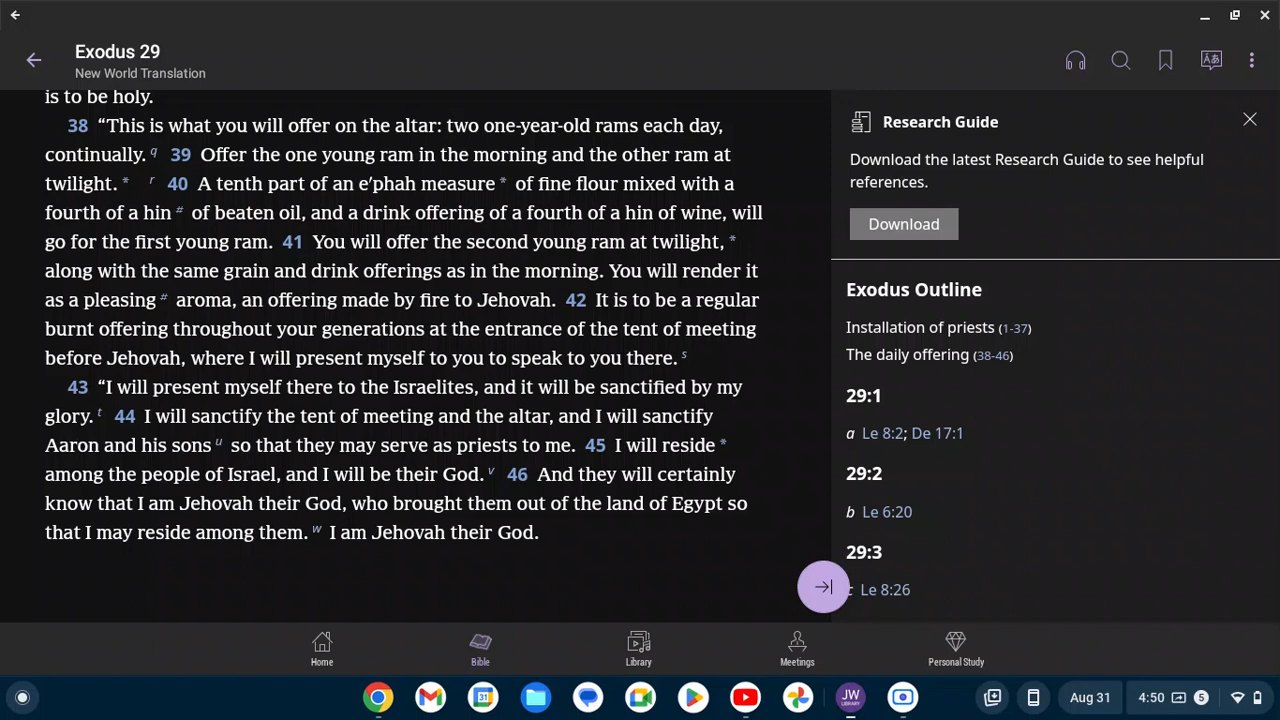 Exodus 29
New World Translation
is to be holy.
38 “This is what you will offer on the altar: two one-year-old rams each day,
continually. q 39 Offer the one young ram in the morning and the other ram at
twilight. * r 40 A tenth part of an eʹphah measure * of fine flour mixed with a
fourth of a hin # of beaten oil, and a drink offering of a fourth of a hin of wine, will
go for the first young ram. 41 You will offer the second young ram at twilight, *
along with the same grain and drink offerings as in the morning. You will render it
as a pleasing # aroma, an offering made by fire to Jehovah. 42 It is to be a regular
burnt offering throughout your generations at the entrance of the tent of meeting
before Jehovah, where I will present myself to you to speak to you there. s
43 “I will present myself there to the Israelites, and it will be sanctified by my
glory. t 44 I will sanctify the tent of meeting and the altar, and I will sanctify
Aaron and his sons u so that they may serve as priests to me. 45 I will reside *
among the people of Israel, and I will be their God. v 46 And they will certainly
know that I am Jehovah their God, who brought them out of the land of Egypt so
that I may reside among them. w I am Jehovah their God.
Research Guide
Download the latest Research Guide to see helpful
references.
Download
Exodus Outline
Installation of priests (1-37)
The daily offering (38-46)
29:1
a Le 8:2; De 17:1
29:2
b Le 6:20
29:3
c Le 8:26
Home
Bible
Library
Meetings
Personal Study
31
JW
LIBRARY
Aug 31
4:50
5